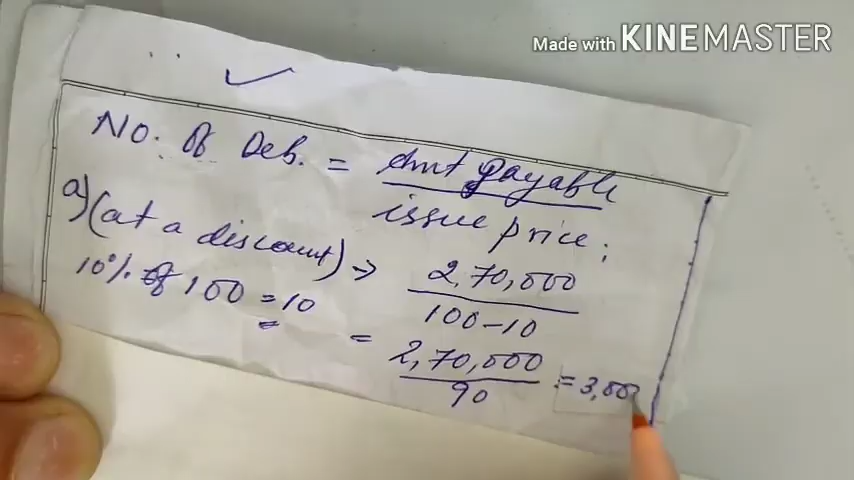 Made with KINEMASTER
No. of Deb. = Amt payable
issue price;
a) (at a discount) → 2,70,000
10% of 100 = 10
100-10
= 2,70,000
90
= 3,000